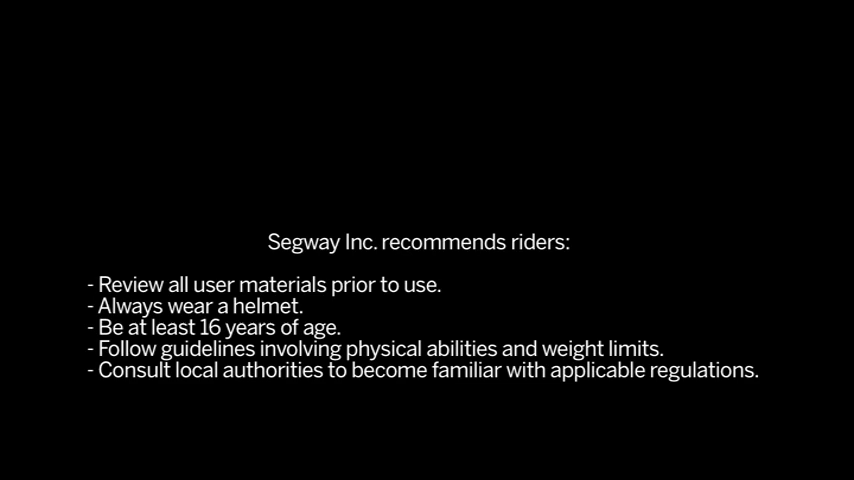 Segway Inc. recommends riders:
- Review all user materials prior to use.
- Always wear a helmet.
- Be at least 16 years of age.
- Follow guidelines involving physical abilities and weight limits.
- Consult local authorities to become familiar with applicable regulations.